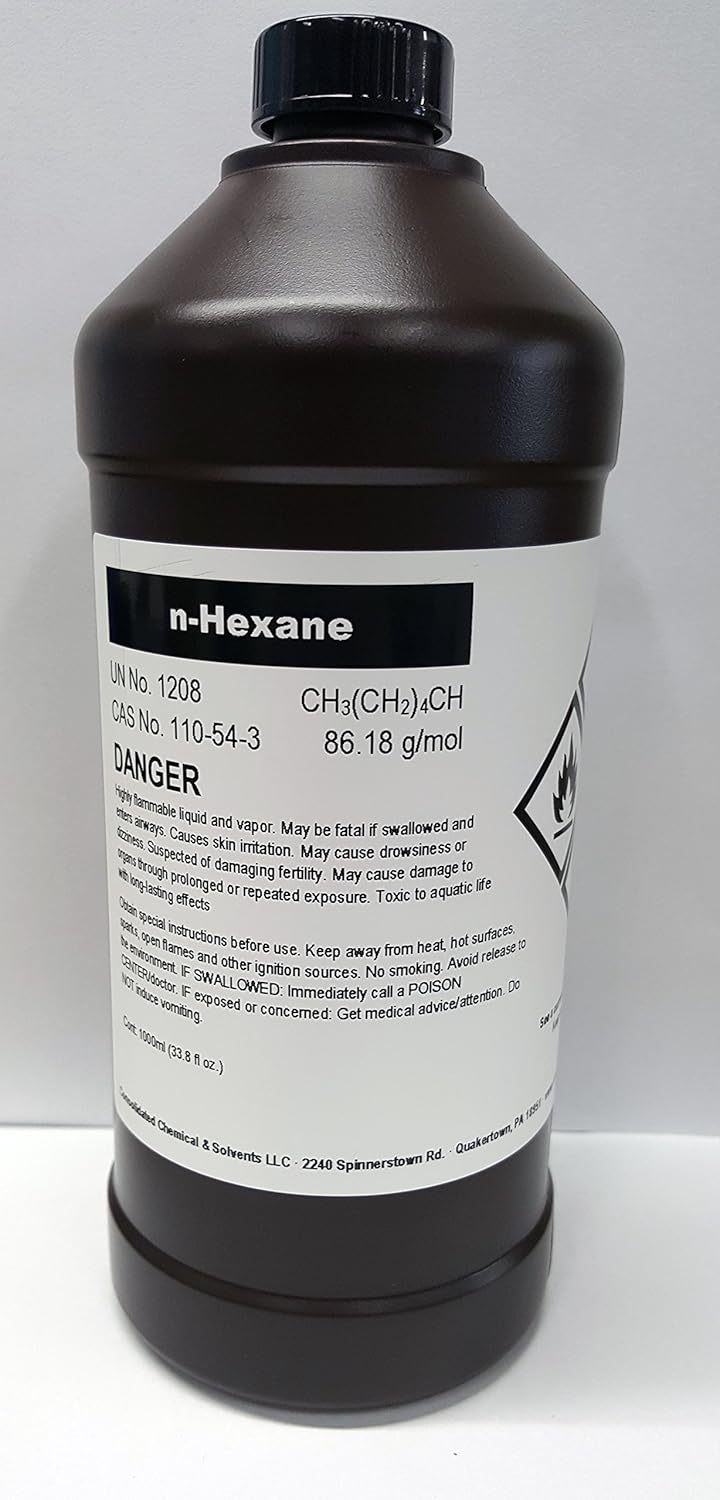 n-Hexane
UN No. 1208
CH₃(CH₂)₄CH
CAS No. 110-54-3
86.18 g/mol
DANGER
Highly flammable liquid and vapor. May be fatal if swallowed and
enters airways. Causes skin irritation. May cause drowsiness or
dizziness. Suspected of damaging fertility. May cause damage to
organs through prolonged or repeated exposure. Toxic to aquatic life
with long-lasting effects
Obtain special instructions before use. Keep away from heat, hot surfaces,
sparks, open flames and other ignition sources. No smoking. Avoid release to
the environment. IF SWALLOWED: Immediately call a POISON
CENTER/doctor. IF exposed or concerned: Get medical advice/attention. Do
NOT induce vomiting.
Cont. 1000ml (33.8 fl oz.)
Consolidated Chemical & Solvents LLC · 2240 Spinnerstown Rd. · Quakertown, PA 18951 ·